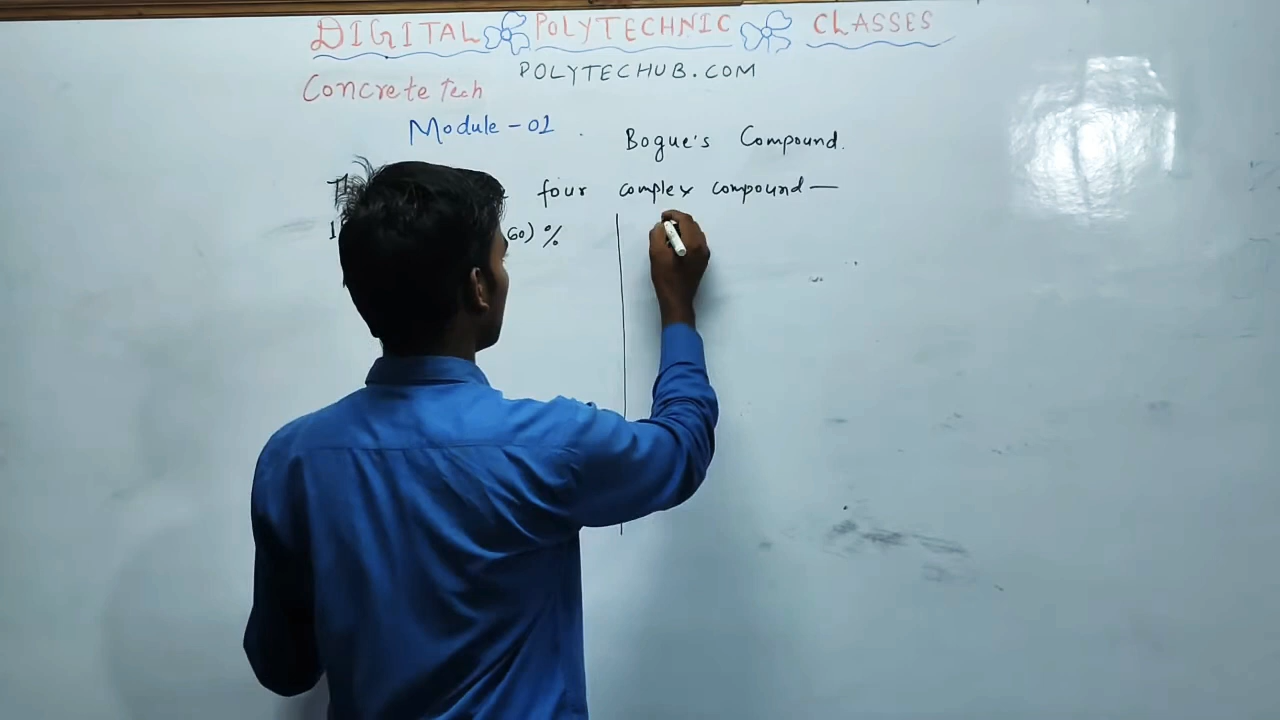 DIGITAL POLYTECHNIC CLASSES
POLYTECHUB.COM
Concrete Tech
Module-01 .
Bogue's Compound.
four complex compound —
60) %